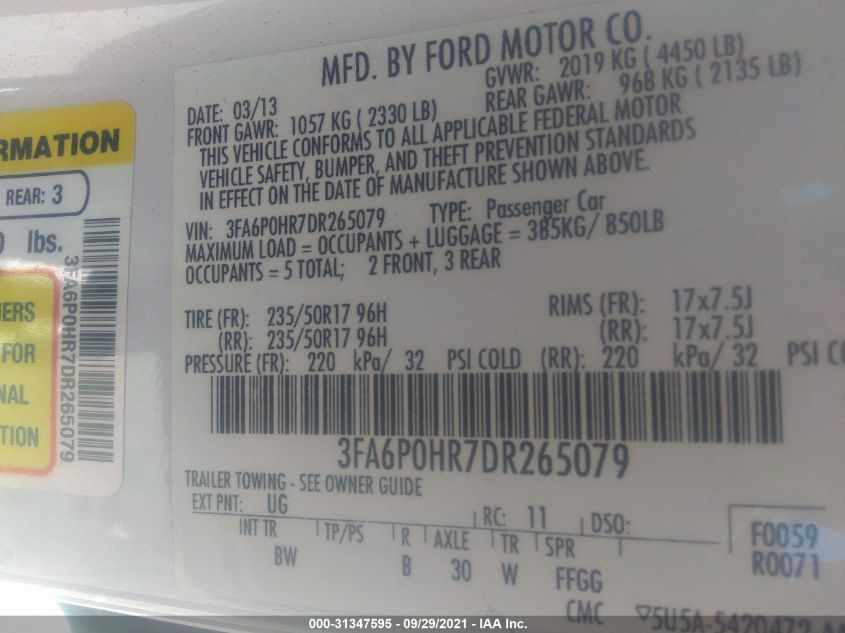 MFD. BY FORD MOTOR CO.
DATE: 03/13 GVWR: 2019 KG ( 4450 LB)
FRONT GAWR: 1057 KG ( 2330 LB) REAR GAWR: 968 KG ( 2135 LB)
THIS VEHICLE CONFORMS TO ALL APPLICABLE FEDERAL MOTOR
VEHICLE SAFETY, BUMPER, AND THEFT PREVENTION STANDARDS
IN EFFECT ON THE DATE OF MANUFACTURE SHOWN ABOVE.
VIN: 3FA6P0HR7DR265079 TYPE: Passenger Car
MAXIMUM LOAD = OCCUPANTS + LUGGAGE = 385KG/ 850LB
OCCUPANTS = 5 TOTAL; 2 FRONT, 3 REAR
TIRE (FR): 235/50R17 96H RIMS (FR): 17x7.5J
(RR): 235/50R17 96H (RR): 17x7.5J
PRESSURE (FR): 220 kPa/ 32 PSI COLD (RR): 220 kPa/ 32 PSI
3FA6P0HR7DR265079
TRAILER TOWING - SEE OWNER GUIDE
EXT PNT: UG RC: 11 DSO:
INT TR TP/PS R AXLE TR SPR
BW B 30 W FFGG
F0059
R0071
CMC ▽5U5A-5420472
RMATION
REAR: 3
lbs.
3FA6P0HR7DR265079
FOR
000-31347595 - 09/29/2021 - IAA Inc.